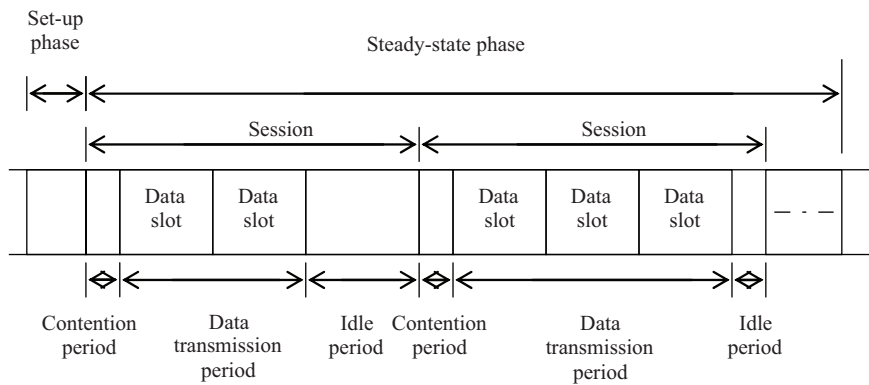 Set-up
phase
Steady-state phase
Session
Session
Data
slot
Data
slot
Data
slot
Data
slot
Data
slot
Contention
period
Data
transmission
period
Idle
period
Contention
period
Data
transmission
period
Idle
period